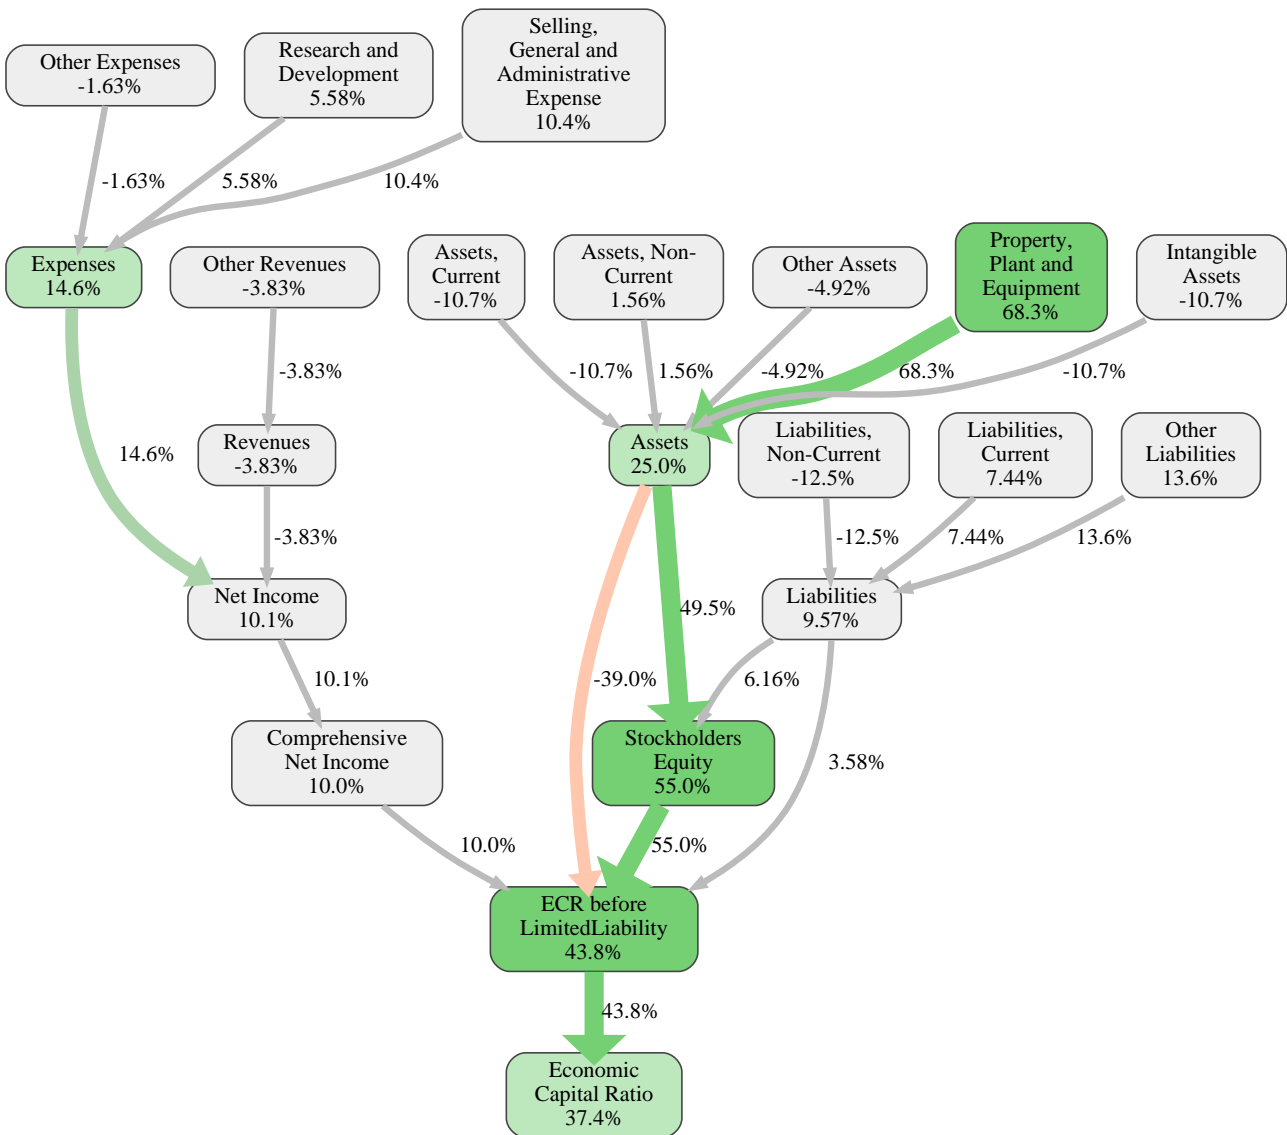 Other Expenses
-1.63%
Research and
Development
5.58%
Selling,
General and
Administrative
Expense
10.4%
-1.63%
5.58%
10.4%
Expenses
14.6%
Other Revenues
-3.83%
Assets,
Current
-10.7%
Assets, Non-
Current
1.56%
Other Assets
-4.92%
Property,
Plant and
Equipment
68.3%
Intangible
Assets
-10.7%
-3.83%
-10.7%
1.56%
-4.92%
68.3%
-10.7%
14.6%
Revenues
-3.83%
Assets
25.0%
Liabilities,
Non-Current
-12.5%
Liabilities,
Current
7.44%
Other
Liabilities
13.6%
-3.83%
-12.5%
7.44%
13.6%
Net Income
10.1%
49.5%
Liabilities
9.57%
10.1%
-39.0%
6.16%
Comprehensive
Net Income
10.0%
Stockholders
Equity
55.0%
3.58%
10.0%
55.0%
ECR before
LimitedLiability
43.8%
43.8%
Economic
Capital Ratio
37.4%